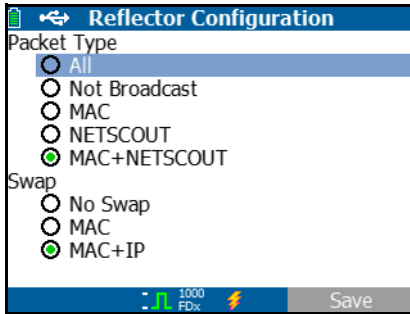 Reflector Configuration
Packet Type
All
Not Broadcast
MAC
NETSCOUT
MAC+NETSCOUT
Swap
No Swap
MAC
MAC+IP
1000
FDx
Save